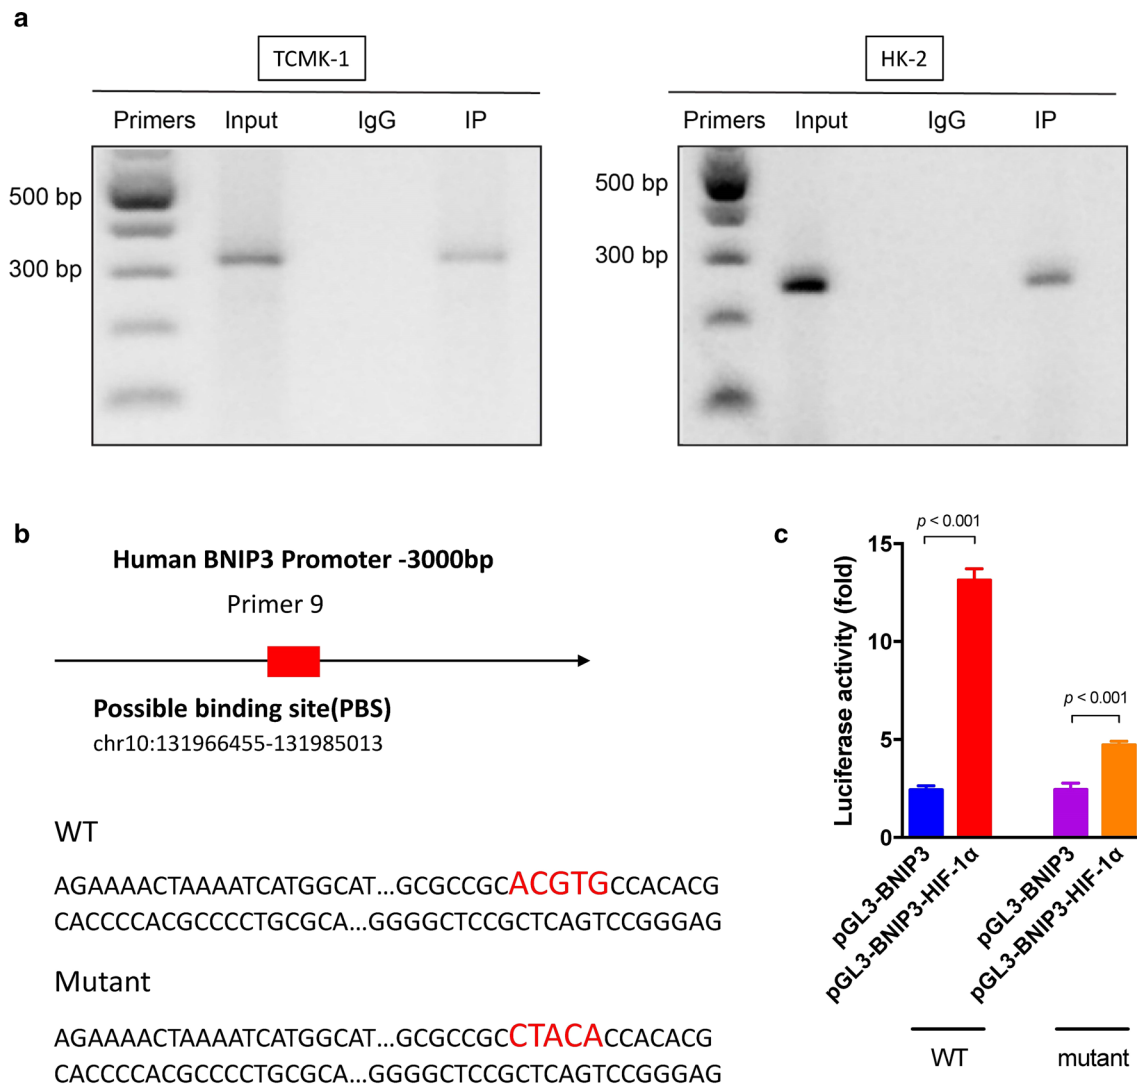 a
TCMK-1
Primers Input IgG IP
500 bp
300 bp
HK-2
Primers Input IgG IP
500 bp
300 bp
b
Human BNIP3 Promoter -3000bp
Primer 9
Possible binding site(PBS)
chr10:131966455-131985013
WT
AGAAAACTAAAATCATGGCAT...GCGCCGCACGTGCCACACG
CACCCCACGCCCCTGCGCA...GGGGCTCCGCTCAGTCCGGGAG
Mutant
AGAAAACTAAAATCATGGCAT...GCGCCGCCTACACCACACG
CACCCCACGCCCCTGCGCA...GGGGCTCCGCTCAGTCCGGGAG
c
Luciferase activity (fold)
15
10
5
0
p < 0.001
p < 0.001
pGL3-BNIP3
pGL3-BNIP3-HIF-1α
pGL3-BNIP3
pGL3-BNIP3-HIF-1α
WT
mutant